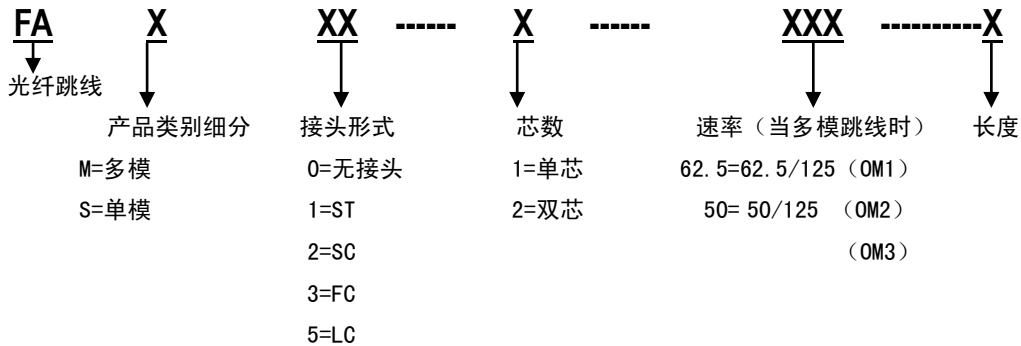 FA X XX ------ X ------ XXX ----------X
光纤跳线
产品类别细分 接头形式 芯数 速率（当多模跳线时） 长度
M=多模 0=无接头 1=单芯 62.5=62.5/125（OM1）
S=单模 1=ST 2=双芯 50= 50/125 （OM2）
2=SC （OM3）
3=FC
5=LC